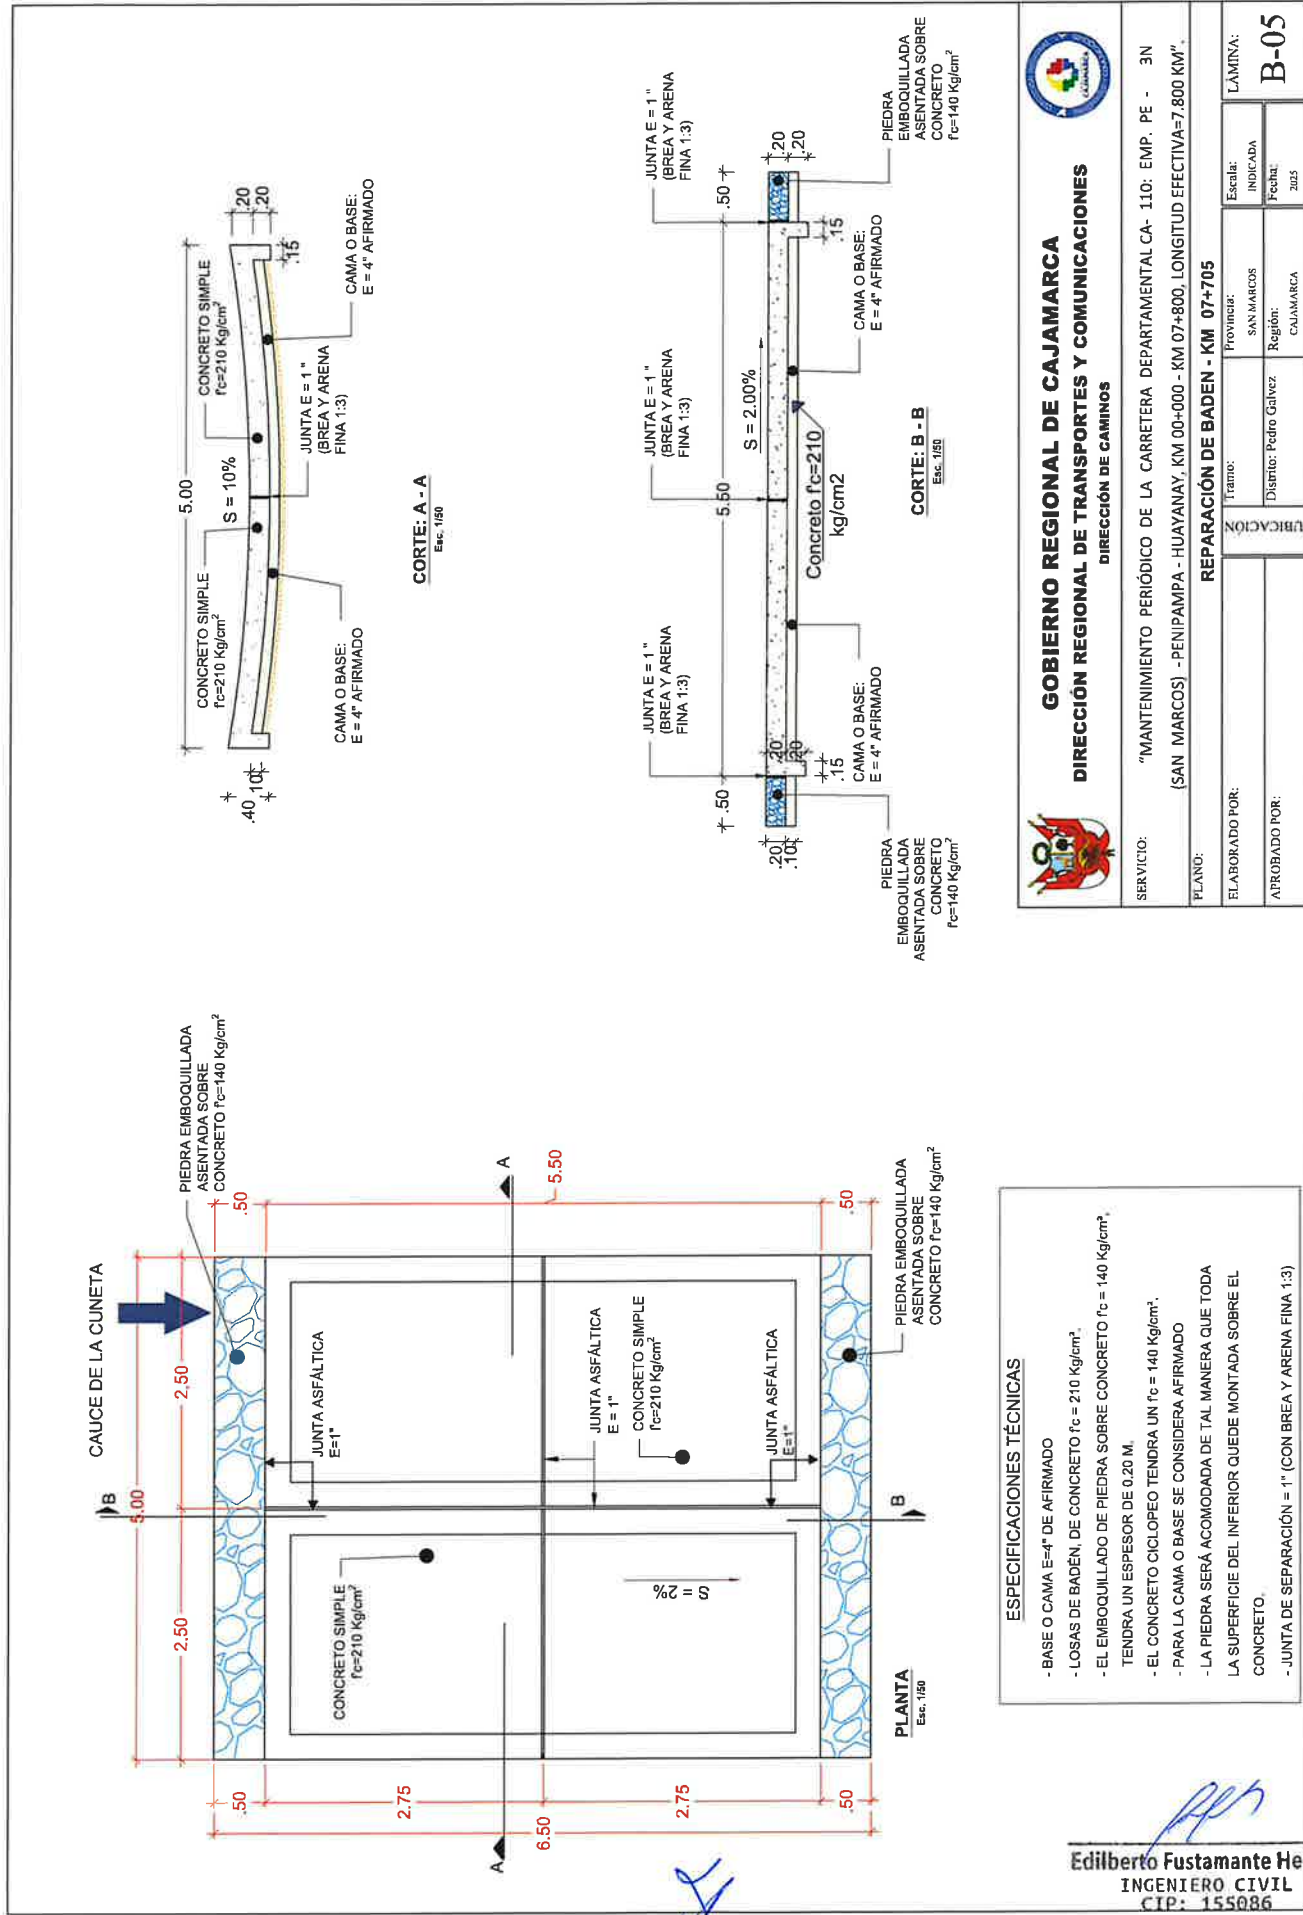 CAUCE DE LA CUNETA
PIEDRA EMBOQUILLADA
ASENTADA SOBRE
CONCRETO f'c=140 Kg/cm²
B
5.00
2.50
2.50
.50
2.75
2.75
.50
6.50
.50
5.50
.50
A
A
JUNTA ASFÁLTICA
E=1"
JUNTA ASFÁLTICA
E = 1"
CONCRETO SIMPLE
f'c=210 Kg/cm²
JUNTA ASFÁLTICA
E=1"
CONCRETO SIMPLE
f'c=210 Kg/cm²
S = 2%
B
PIEDRA EMBOQUILLADA
ASENTADA SOBRE
CONCRETO f'c=140 Kg/cm²
PLANTA
Esc. 1/50
5.00
CONCRETO SIMPLE
f'c=210 Kg/cm²
S = 10%
CONCRETO SIMPLE
f'c=210 Kg/cm²
.20
.20
.15
.40
.10
CAMA O BASE:
E = 4" AFIRMADO
JUNTA E = 1 "
(BREA Y ARENA
FINA 1:3)
CAMA O BASE:
E = 4" AFIRMADO
CORTE: A - A
Esc. 1/50
JUNTA E = 1 "
(BREA Y ARENA
FINA 1:3)
JUNTA E = 1 "
(BREA Y ARENA
FINA 1:3)
JUNTA E = 1 "
(BREA Y ARENA
FINA 1:3)
.50
5.50
.50
S = 2.00%
.20
.10
.20
.20
.15
.20
.20
.15
PIEDRA
EMBOQUILLADA
ASENTADA SOBRE
CONCRETO
f'c=140 Kg/cm²
CAMA O BASE:
E = 4" AFIRMADO
Concreto f'c=210
kg/cm2
CAMA O BASE:
E = 4" AFIRMADO
PIEDRA
EMBOQUILLADA
ASENTADA SOBRE
CONCRETO
f'c=140 Kg/cm²
CORTE: B - B
Esc. 1/50
ESPECIFICACIONES TÉCNICAS
- BASE O CAMA E=4" DE AFIRMADO
- LOSAS DE BADÉN, DE CONCRETO f'c = 210 Kg/cm².
- EL EMBOQUILLADO DE PIEDRA SOBRE CONCRETO f'c = 140 Kg/cm²,
TENDRA UN ESPESOR DE 0.20 M.
- EL CONCRETO CICLOPEO TENDRA UN f'c = 140 Kg/cm².
- PARA LA CAMA O BASE SE CONSIDERA AFIRMADO
- LA PIEDRA SERÁ ACOMODADA DE TAL MANERA QUE TODA
LA SUPERFICIE DEL INFERIOR QUEDE MONTADA SOBRE EL
CONCRETO.
- JUNTA DE SEPARACIÓN = 1" (CON BREA Y ARENA FINA 1:3)
GOBIERNO REGIONAL DE CAJAMARCA
DIRECCIÓN REGIONAL DE TRANSPORTES Y COMUNICACIONES
DIRECCIÓN DE CAMINOS
CAJAMARCA
SERVICIO:
"MANTENIMIENTO PERIÓDICO DE LA CARRETERA DEPARTAMENTAL CA- 110: EMP. PE - 3N
(SAN MARCOS) - PENIPAMPA - HUAYANAY, KM 00+000 - KM 07+800, LONGITUD EFECTIVA=7.800 KM".
PLANO:
REPARACIÓN DE BADEN - KM 07+705
ELABORADO POR:
APROBADO POR:
UBICACIÓN
Tramo:
Distrito: Pedro Galvez
Provincia:
SAN MARCOS
Región:
CAJAMARCA
Escala:
INDICADA
Fecha:
2025
LÁMINA:
B-05
Edilberto Fustamante He
INGENIERO CIVIL
CIP: 155086